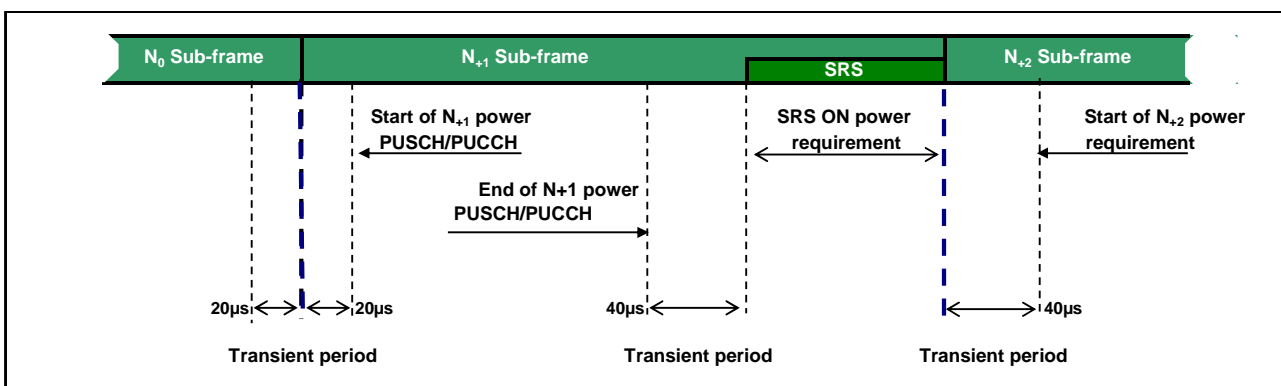 N0 Sub-frame
N+1 Sub-frame
SRS
N+2 Sub-frame
Start of N+1 power
PUSCH/PUCCH
SRS ON power
requirement
Start of N+2 power
requirement
End of N+1 power
PUSCH/PUCCH
20µs
20µs
40µs
40µs
Transient period
Transient period
Transient period